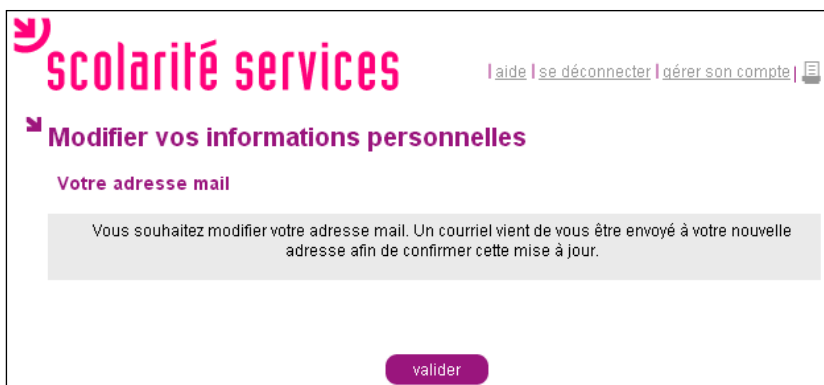 scolarité services
| aide | se déconnecter | gérer son compte |
Modifier vos informations personnelles
Votre adresse mail
Vous souhaitez modifier votre adresse mail. Un courriel vient de vous être envoyé à votre nouvelle
adresse afin de confirmer cette mise à jour.
valider